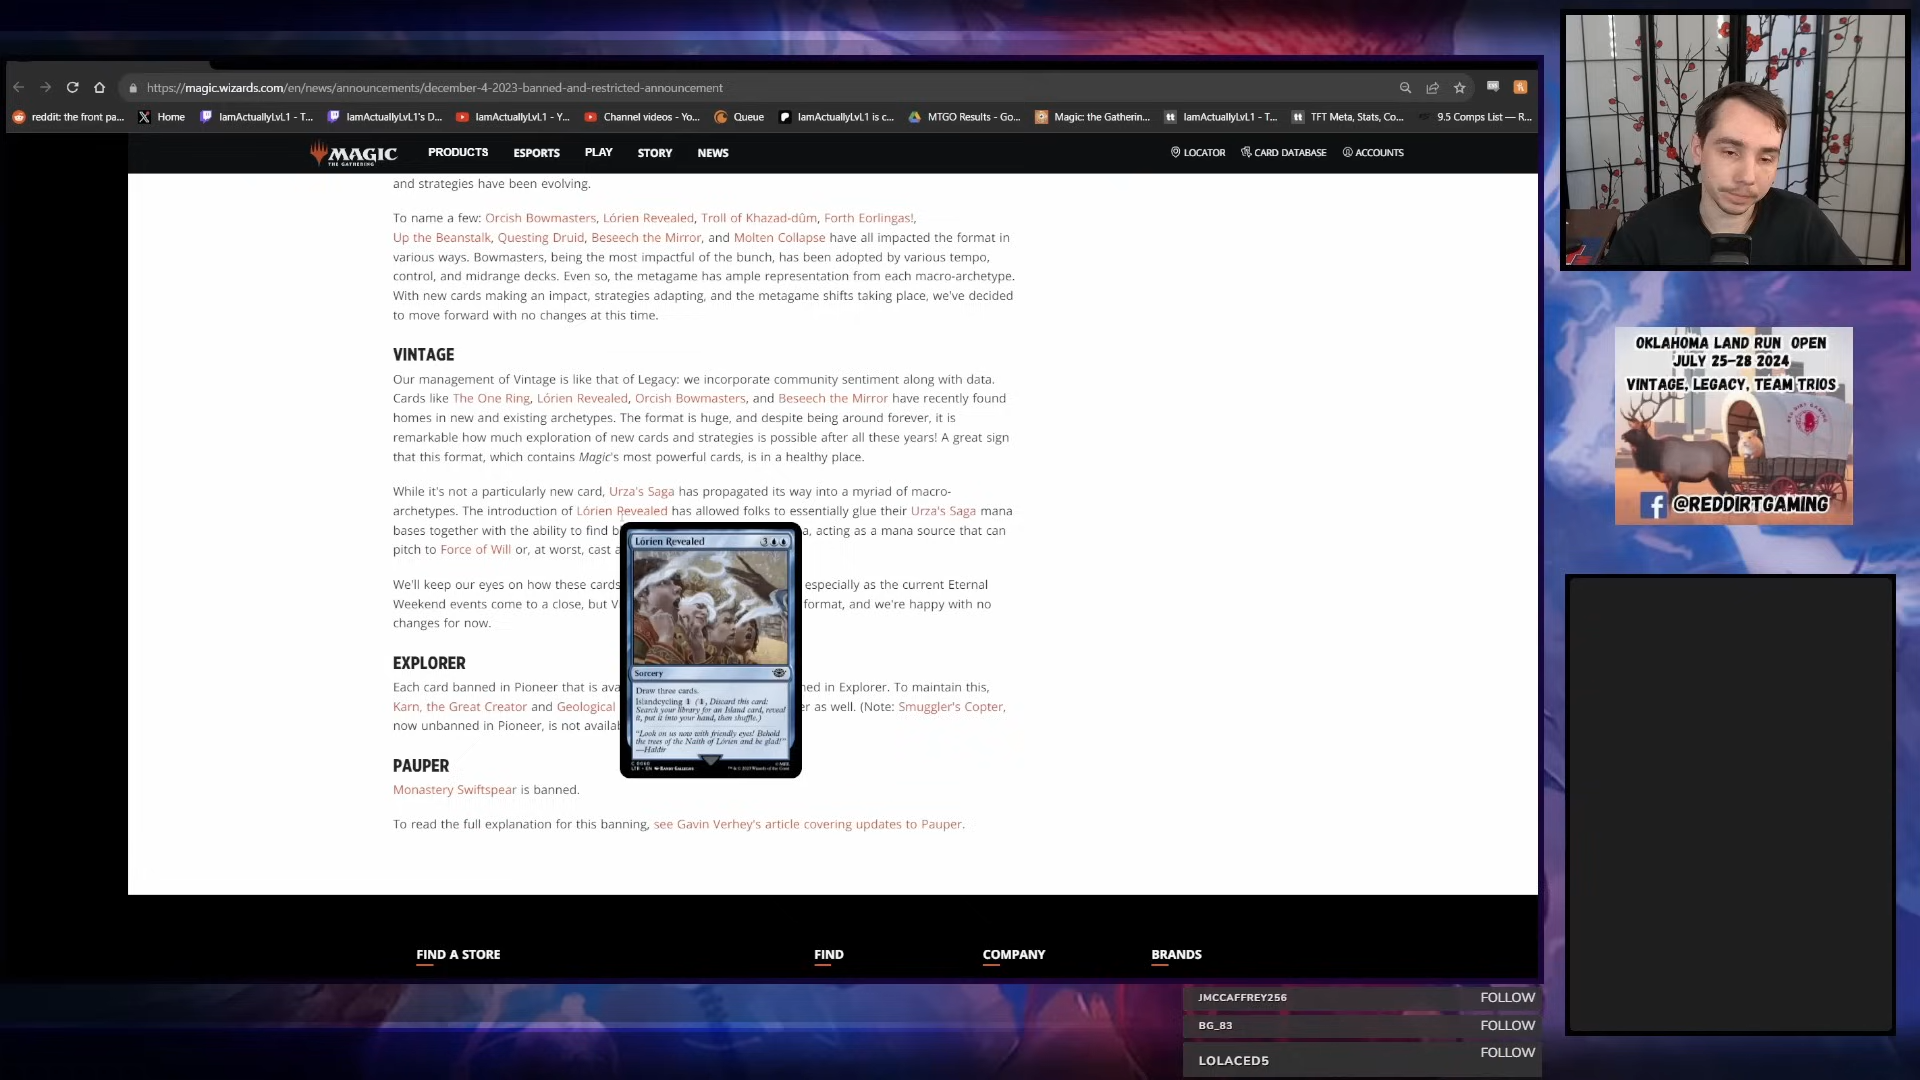 https://magic.wizards.com/en/news/announcements/december-4-2023-banned-and-restricted-announcement
reddit: the front pa...
Home
IamActuallyLvL1 - T...
IamActuallyLvL1's D...
IamActuallyLvL1 - Y...
Channel videos - Yo...
Queue
IamActuallyLvL1 is c...
MTGO Results - Go...
Magic: the Gatherin...
IamActuallyLvL1 - T...
TFT Meta, Stats, Co...
9.5 Comps List — R...
MAGIC
THE GATHERING
PRODUCTS
ESPORTS
PLAY
STORY
NEWS
LOCATOR
CARD DATABASE
ACCOUNTS
and strategies have been evolving.
To name a few: Orcish Bowmasters, Lórien Revealed, Troll of Khazad-dûm, Forth Eorlingas!,
Up the Beanstalk, Questing Druid, Beseech the Mirror, and Molten Collapse have all impacted the format in
various ways. Bowmasters, being the most impactful of the bunch, has been adopted by various tempo,
control, and midrange decks. Even so, the metagame has ample representation from each macro-archetype.
With new cards making an impact, strategies adapting, and the metagame shifts taking place, we've decided
to move forward with no changes at this time.
VINTAGE
Our management of Vintage is like that of Legacy: we incorporate community sentiment along with data.
Cards like The One Ring, Lórien Revealed, Orcish Bowmasters, and Beseech the Mirror have recently found
homes in new and existing archetypes. The format is huge, and despite being around forever, it is
remarkable how much exploration of new cards and strategies is possible after all these years! A great sign
that this format, which contains Magic's most powerful cards, is in a healthy place.
While it's not a particularly new card, Urza's Saga has propagated its way into a myriad of macro-
archetypes. The introduction of Lórien Revealed has allowed folks to essentially glue their Urza's Saga mana
bases together with the ability to find b a, acting as a mana source that can
pitch to Force of Will or, at worst, cast a
We'll keep our eyes on how these cards especially as the current Eternal
Weekend events come to a close, but V format, and we're happy with no
changes for now.
EXPLORER
Each card banned in Pioneer that is ava ned in Explorer. To maintain this,
Karn, the Great Creator and Geological er as well. (Note: Smuggler's Copter,
now unbanned in Pioneer, is not availab
PAUPER
Monastery Swiftspear is banned.
To read the full explanation for this banning, see Gavin Verhey's article covering updates to Pauper.
Lórien Revealed
3
Sorcery
Draw three cards.
Islandcycling 1 (1, Discard this card:
Search your library for an Island card, reveal
it, put it into your hand, then shuffle.)
"Look on us now with friendly eyes! Behold
the trees of the Naith of Lórien and be glad!"
—Haldir
FIND A STORE
FIND
COMPANY
BRANDS
OKLAHOMA LAND RUN OPEN
JULY 25-28 2024
VINTAGE, LEGACY, TEAM TRIOS
@REDDIRTGAMING
JMCCAFFREY256
FOLLOW
BG_83
FOLLOW
LOLACED5
FOLLOW